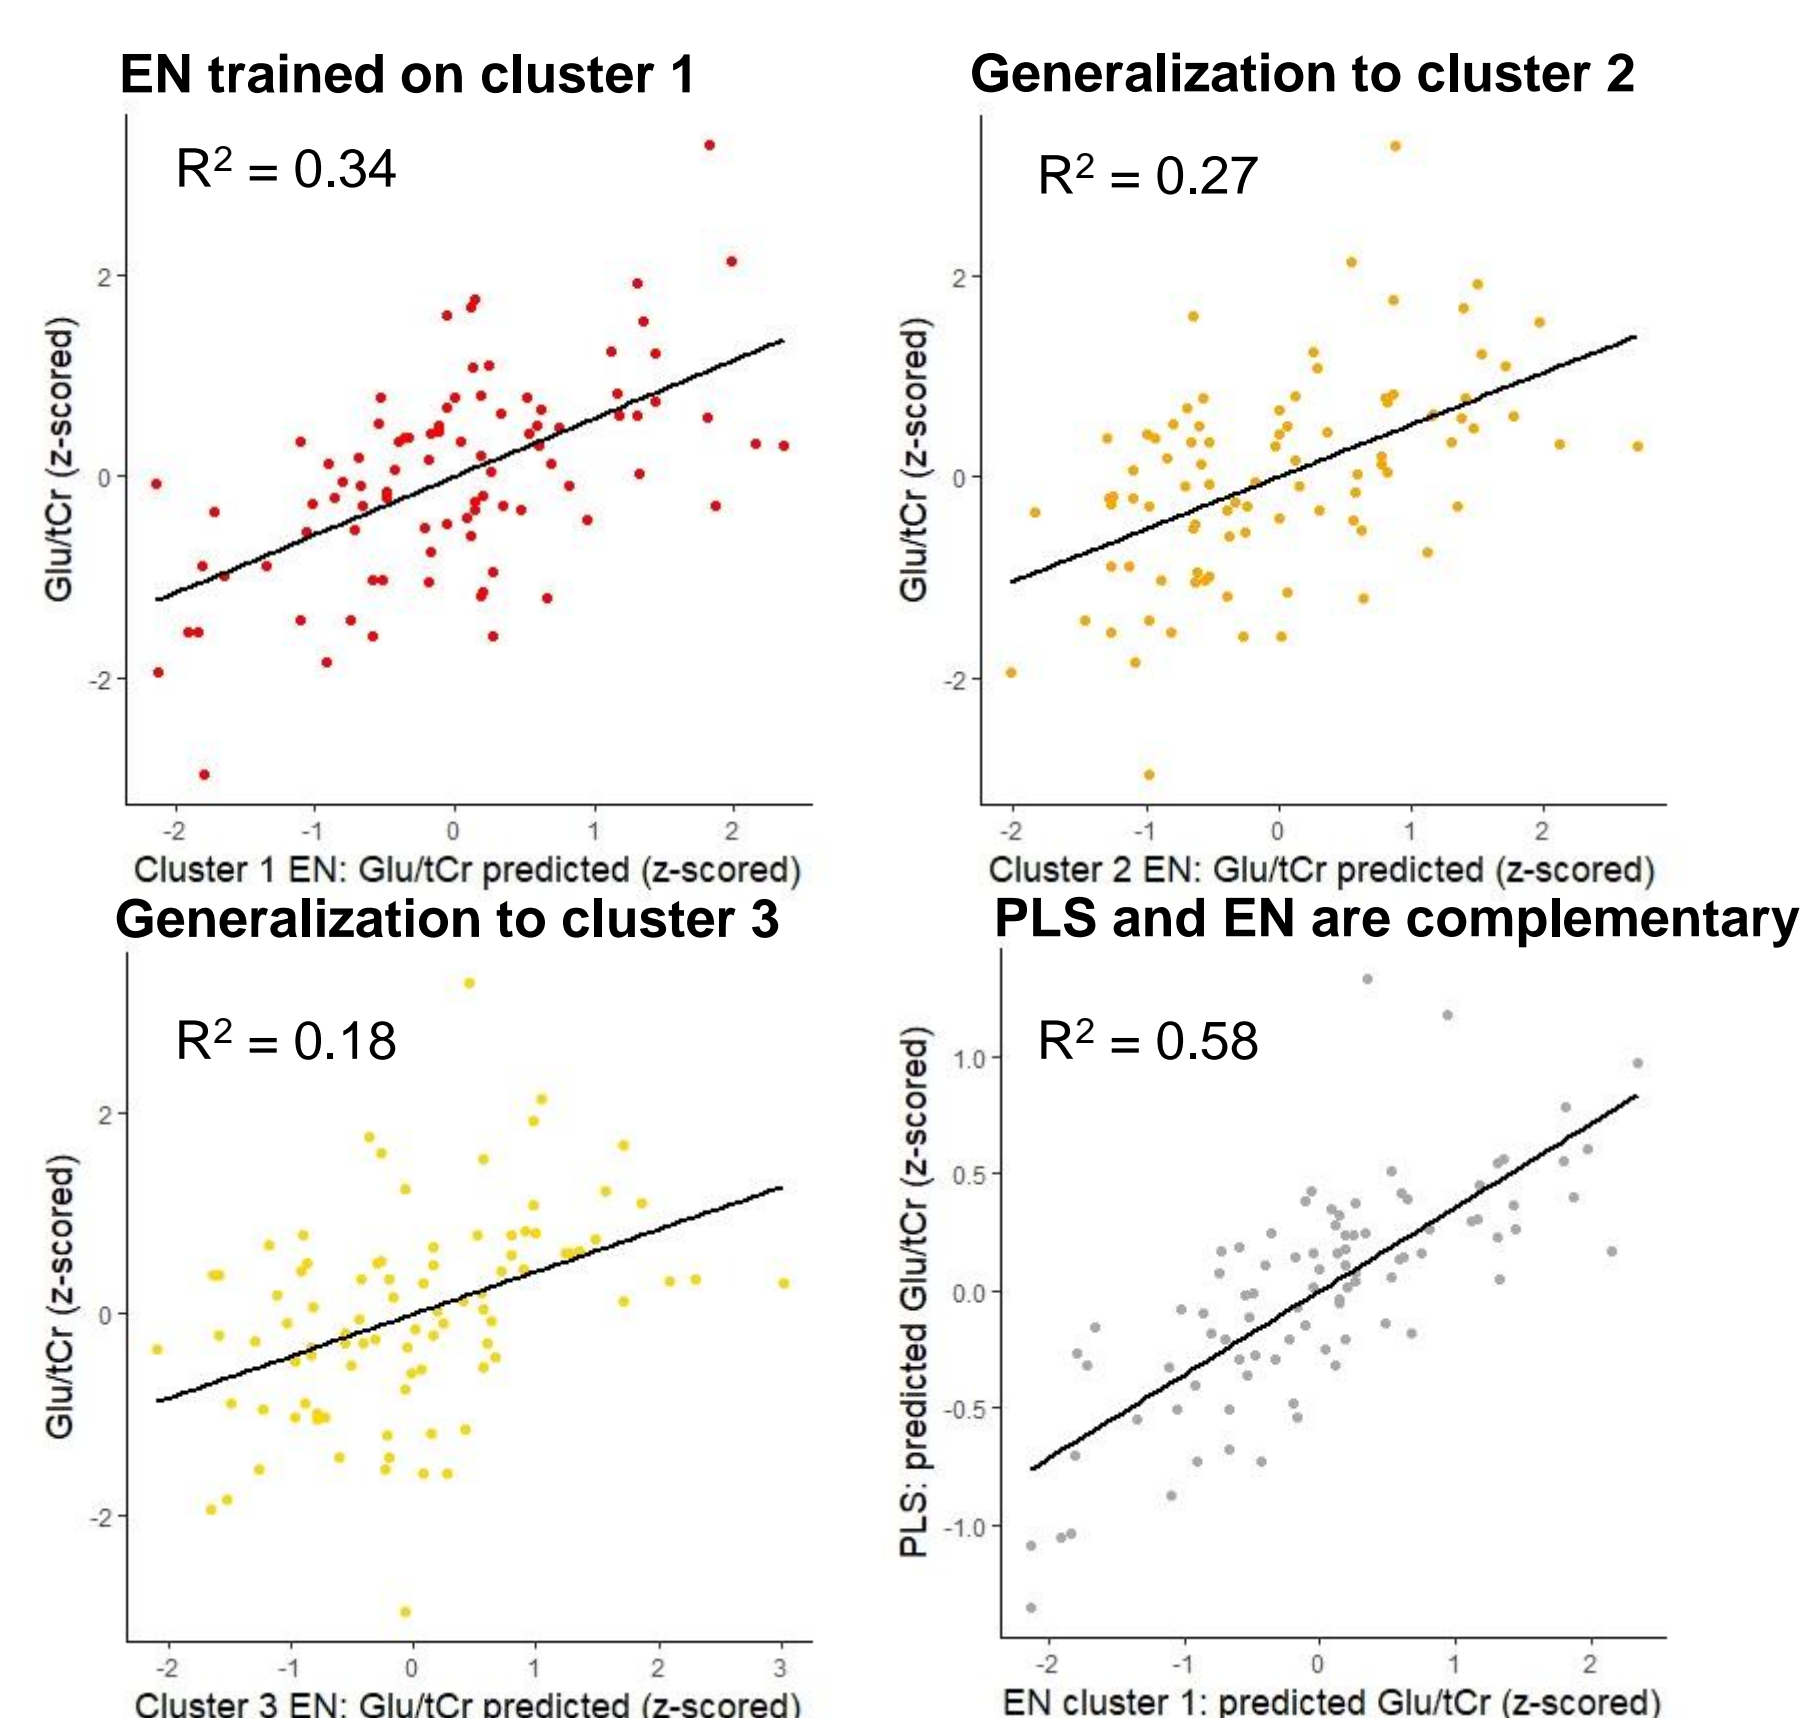 EN trained on cluster 1
R² = 0.34
Glu/tCr (z-scored)
2
0
-2
-2 -1 0 1 2
Cluster 1 EN: Glu/tCr predicted (z-scored)
Generalization to cluster 2
R² = 0.27
Glu/tCr (z-scored)
2
0
-2
-2 -1 0 1 2
Cluster 2 EN: Glu/tCr predicted (z-scored)
Generalization to cluster 3
R² = 0.18
Glu/tCr (z-scored)
2
0
-2
-2 -1 0 1 2 3
Cluster 3 EN: Glu/tCr predicted (z-scored)
PLS and EN are complementary
R² = 0.58
PLS: predicted Glu/tCr (z-scored)
1.0
0.5
0.0
-0.5
-1.0
-2 -1 0 1 2
EN cluster 1: predicted Glu/tCr (z-scored)